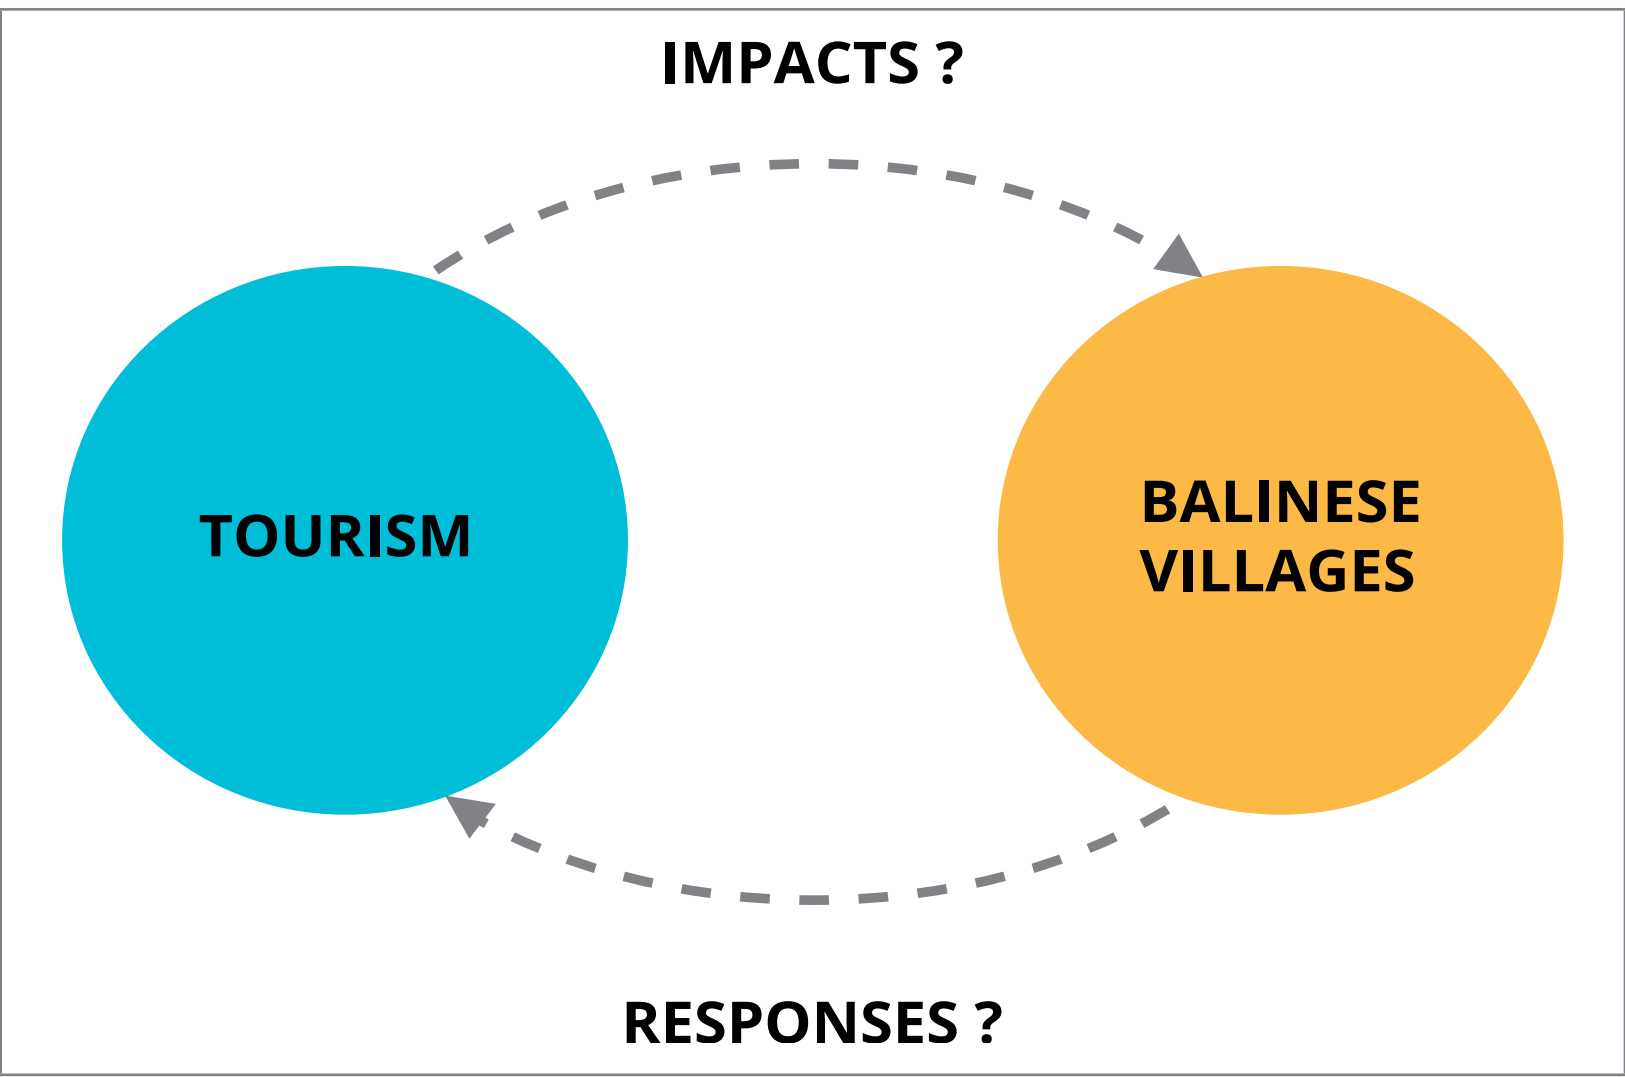 IMPACTS ?
TOURISM
BALINESE
VILLAGES
RESPONSES ?